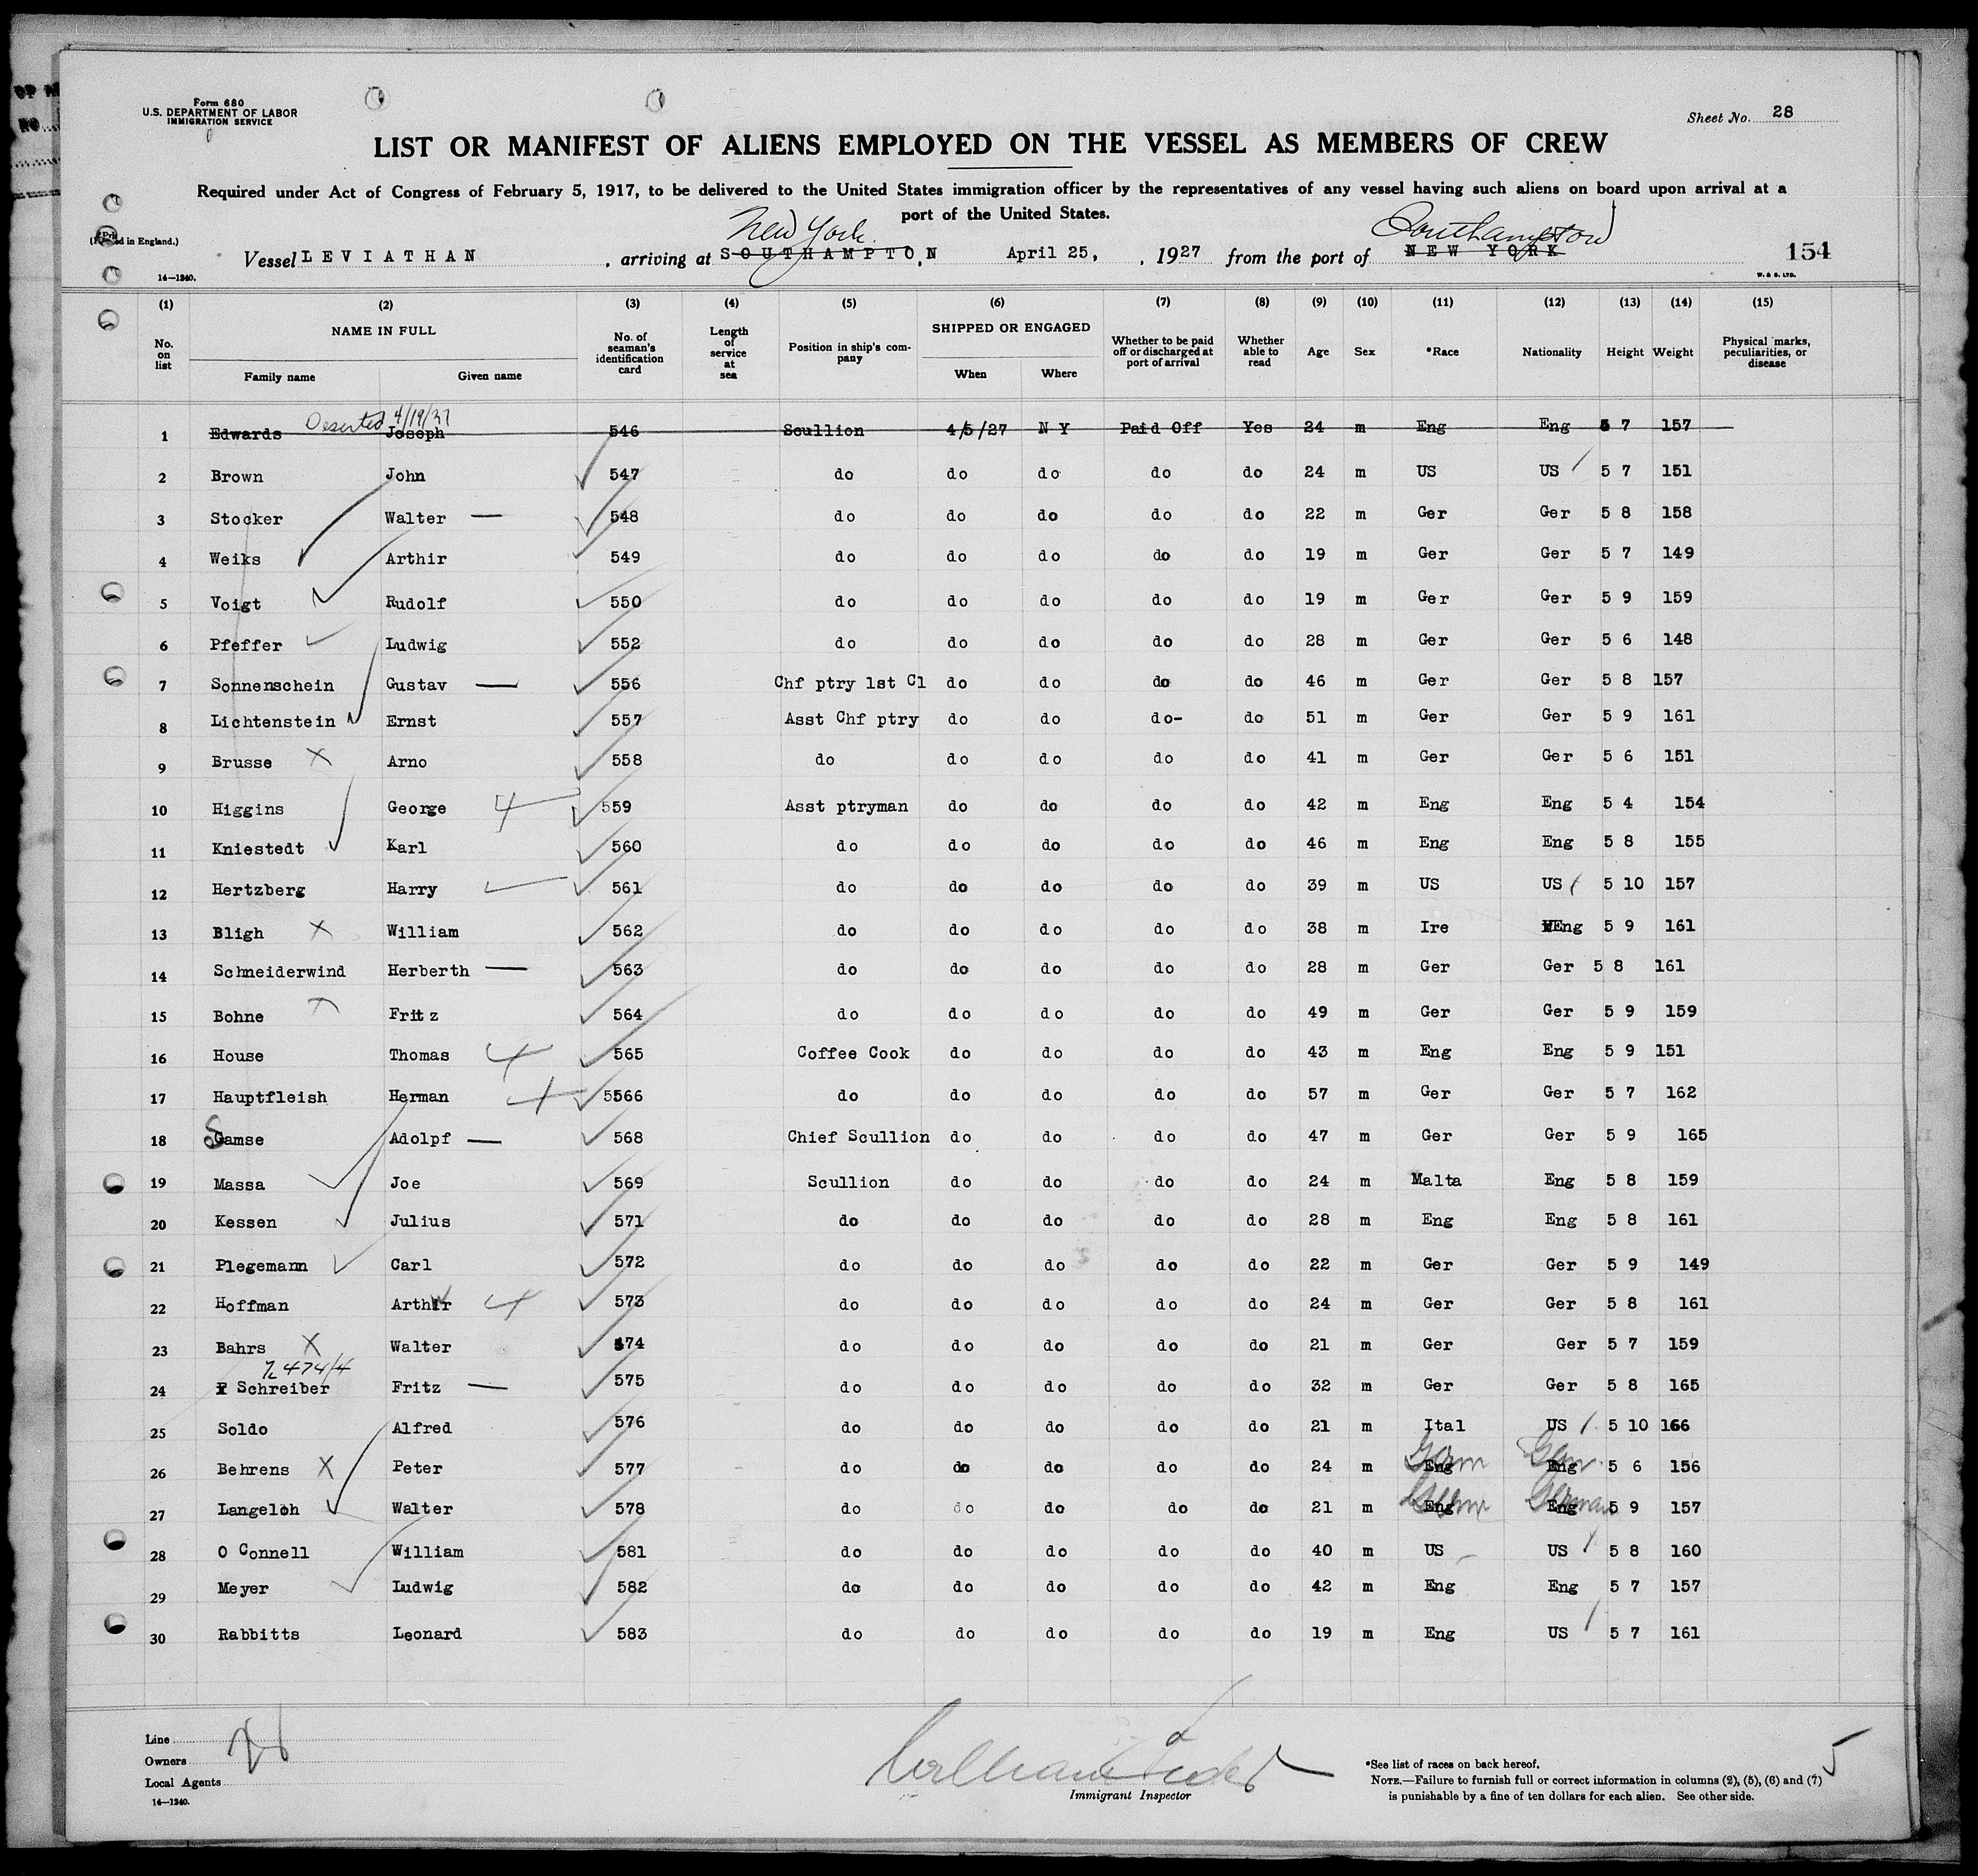 Form 680
U.S. DEPARTMENT OF LABOR
IMMIGRATION SERVICE
Sheet No. 28
LIST OR MANIFEST OF ALIENS EMPLOYED ON THE VESSEL AS MEMBERS OF CREW
Required under Act of Congress of February 5, 1917, to be delivered to the United States immigration officer by the representatives of any vessel having such aliens on board upon arrival at a
port of the United States.
in England.)
New York. Southampton
Vessel LEVIATHAN , arriving at SOUTHAMPTON April 25, , 1927 from the port of NEW YORK 154
14—1240. W. & S. LTD.
(1) (2) (3) (4) (5) (6) (7) (8) (9) (10) (11) (12) (13) (14) (15)
No. on list NAME IN FULL Family name Given name No. of seaman's identification card Length of service at sea Position in ship's company SHIPPED OR ENGAGED When Where Whether to be paid off or discharged at port of arrival Whether able to read Age Sex *Race Nationality Height Weight Physical marks, peculiarities, or disease
Deserted 4/19/27
1 Edwards Joseph 546 Scullion 4/5/27 N Y Paid Off Yes 24 m Eng Eng 5 7 157
2 Brown John 547 do do do do do 24 m US US 5 7 151
3 Stocker Walter — 548 do do do do do 22 m Ger Ger 5 8 158
4 Weiks Arthir 549 do do do do do 19 m Ger Ger 5 7 149
5 Voigt Rudolf 550 do do do do do 19 m Ger Ger 5 9 159
6 Pfeffer Ludwig 552 do do do do do 28 m Ger Ger 5 6 148
7 Sonnenschein Gustav — 556 Chf ptry 1st Cl do do do do 46 m Ger Ger 5 8 157
8 Lichtenstein Ernst 557 Asst Chf ptry do do do- do 51 m Ger Ger 5 9 161
9 Brusse X Arno 558 do do do do do 41 m Ger Ger 5 6 151
10 Higgins George 559 Asst ptryman do do do do 42 m Eng Eng 5 4 154
11 Kniestedt Karl 560 do do do do do 46 m Eng Eng 5 8 155
12 Hertzberg Harry 561 do do do do do 39 m US US 5 10 157
13 Bligh X William 562 do do do do do 38 m Ire Eng 5 9 161
14 Schneiderwind Herberth — 563 do do do do do 28 m Ger Ger 5 8 161
15 Bohne Fritz 564 do do do do do 49 m Ger Ger 5 9 159
16 House Thomas 565 Coffee Cook do do do do 43 m Eng Eng 5 9 151
17 Hauptfleish Herman 5566 do do do do do 57 m Ger Ger 5 7 162
18 Samse Adolpf — 568 Chief Scullion do do do do 47 m Ger Ger 5 9 165
19 Massa Joe 569 Scullion do do do do 24 m Malta Eng 5 8 159
20 Kessen Julius 571 do do do do do 28 m Eng Eng 5 8 161
21 Plegemann Carl 572 do do do do do 22 m Ger Ger 5 9 149
22 Hoffman Arthur 573 do do do do do 24 m Ger Ger 5 8 161
23 Bahrs X Walter 574 do do do do do 21 m Ger Ger 5 7 159
24 Schreiber Fritz — 575 do do do do do 32 m Ger Ger 5 8 165
25 Soldo Alfred 576 do do do do do 21 m Ital US 5 10 166
26 Behrens X Peter 577 do do do do do 24 m Eng Germ Eng Ger. 5 6 156
27 Langeloh Walter 578 do do do do do 21 m Eng Germ Eng German 5 9 157
28 O Connell William 581 do do do do do 40 m US US 5 8 160
29 Meyer Ludwig 582 do do do do do 42 m Eng Eng 5 7 157
30 Rabbitts Leonard 583 do do do do do 19 m Eng US 5 7 161
Line
Owners
Local Agents
14—1240.
William
Immigrant Inspector
*See list of races on back hereof.
NOTE.—Failure to furnish full or correct information in columns (2), (5), (6) and (7)
is punishable by a fine of ten dollars for each alien. See other side.
5